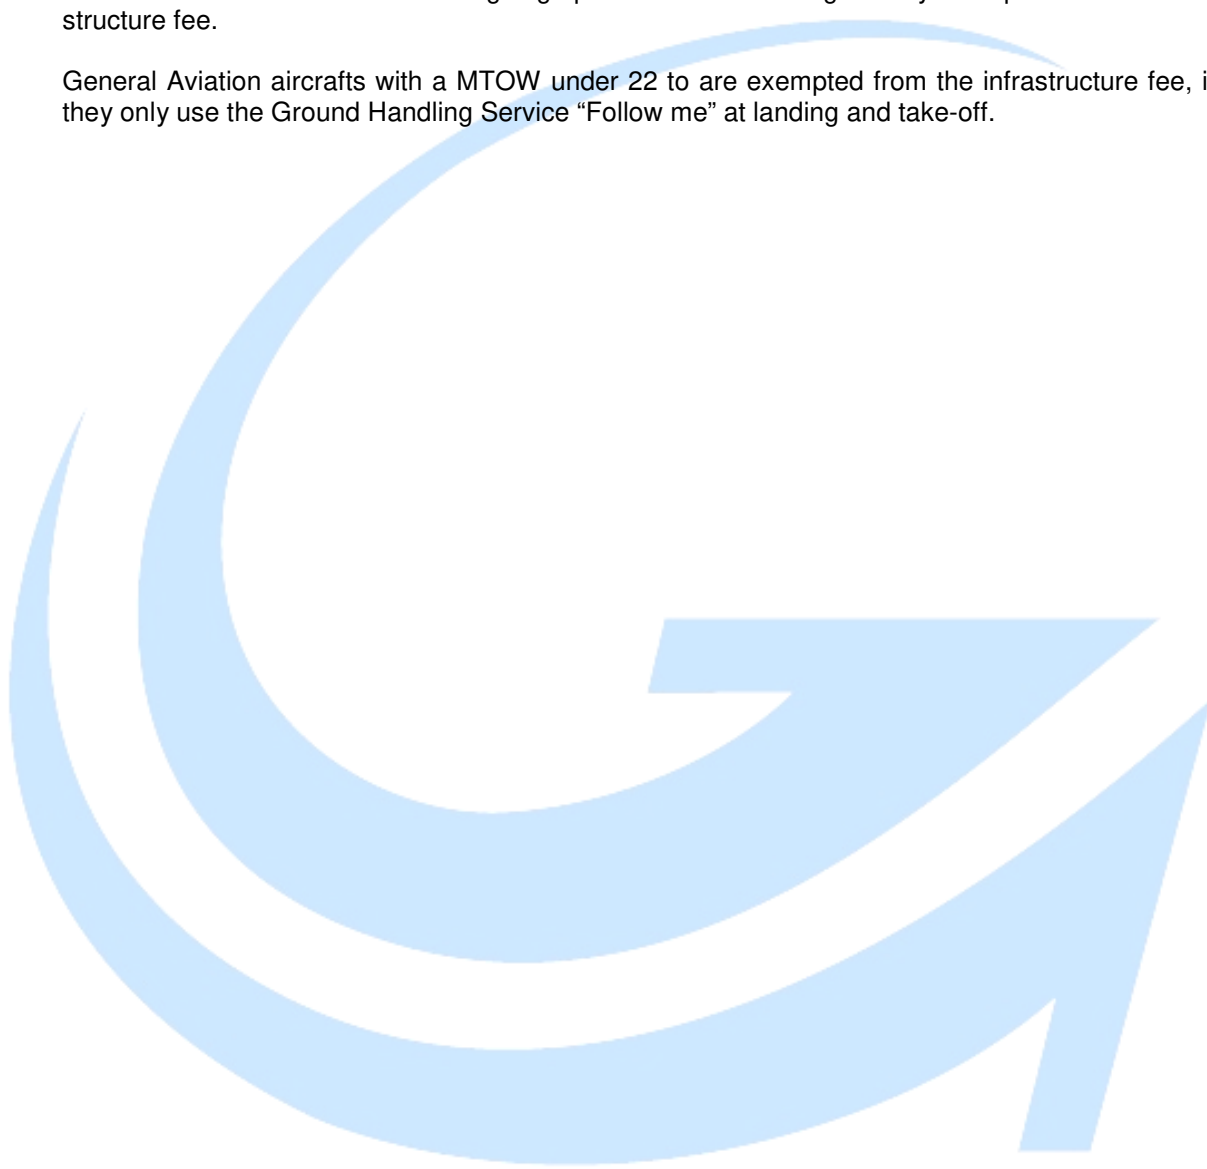 structure fee.
General Aviation aircrafts with a MTOW under 22 to are exempted from the infrastructure fee, i
they only use the Ground Handling Service “Follow me” at landing and take-off.